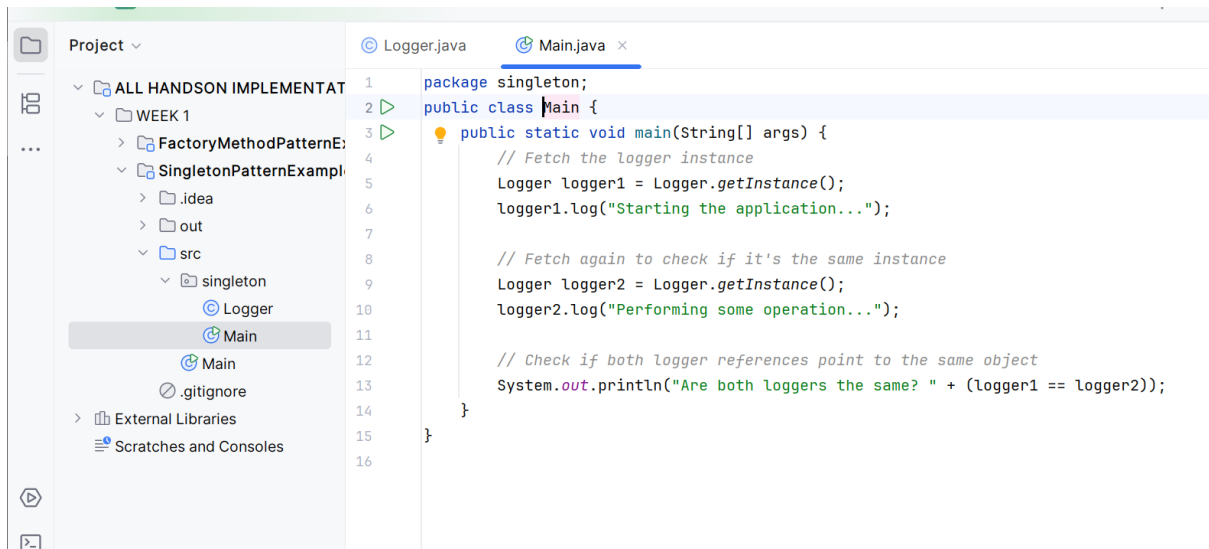 Project
ALL HANDSON IMPLEMENTAT
WEEK 1
FactoryMethodPatternE
SingletonPatternExampl
.idea
out
src
singleton
Logger
Main
Main
.gitignore
External Libraries
Scratches and Consoles
Logger.java
Main.java
1 package singleton;
2 public class Main {
3 public static void main(String[] args) {
4 // Fetch the logger instance
5 Logger logger1 = Logger.getInstance();
6 logger1.log("Starting the application...");
7
8 // Fetch again to check if it's the same instance
9 Logger logger2 = Logger.getInstance();
10 logger2.log("Performing some operation...");
11
12 // Check if both logger references point to the same object
13 System.out.println("Are both loggers the same? " + (logger1 == logger2));
14 }
15 }
16